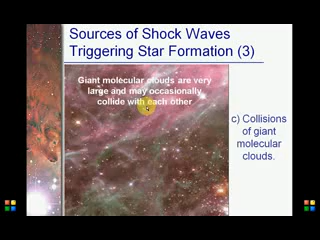 Sources of Shock Waves
Triggering Star Formation (3)
Giant molecular clouds are very
large and may occasionally
collide with each other
c) Collisions
of giant
molecular
clouds.